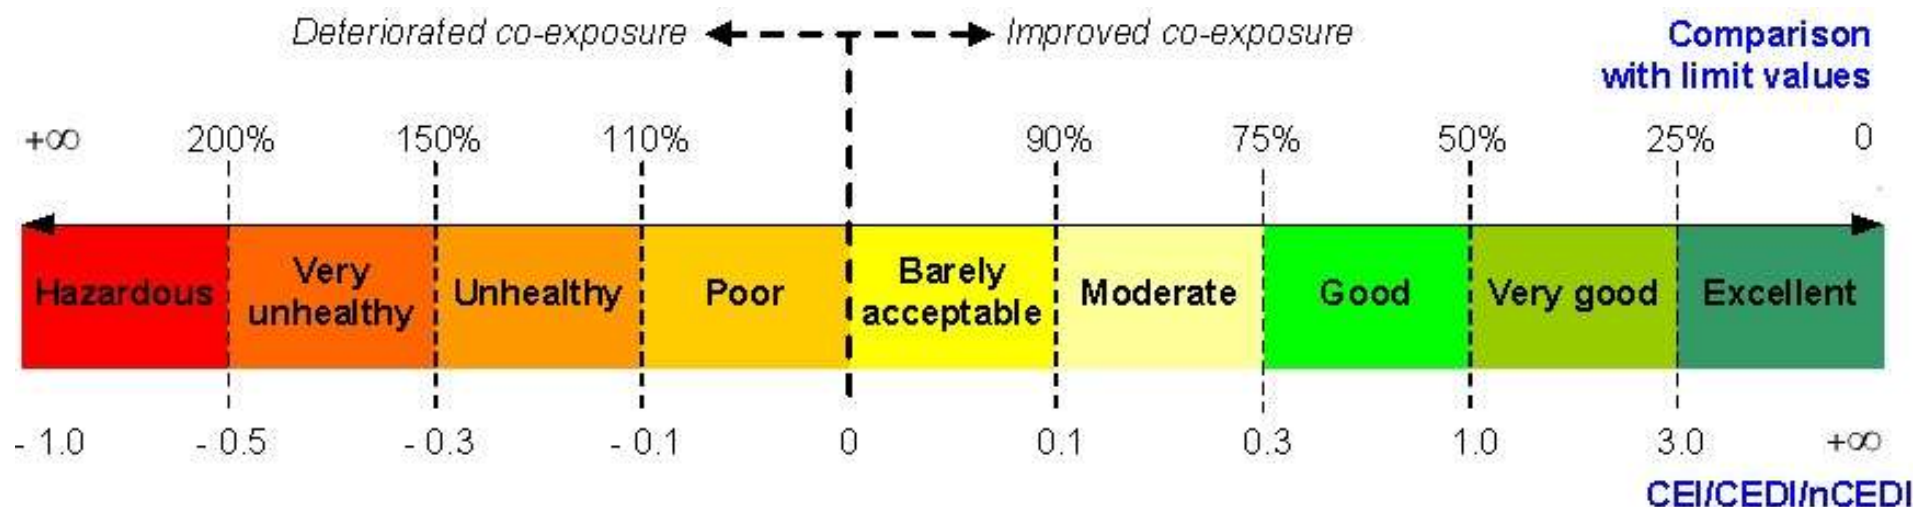 Deteriorated co-exposure Improved co-exposure
Comparison
with limit values
+∞ 200% 150% 110% 90% 75% 50% 25% 0
Hazardous Very unhealthy Unhealthy Poor Barely acceptable Moderate Good Very good Excellent
- 1.0 - 0.5 - 0.3 - 0.1 0 0.1 0.3 1.0 3.0 +∞
CEI/CEDI/nCEDI